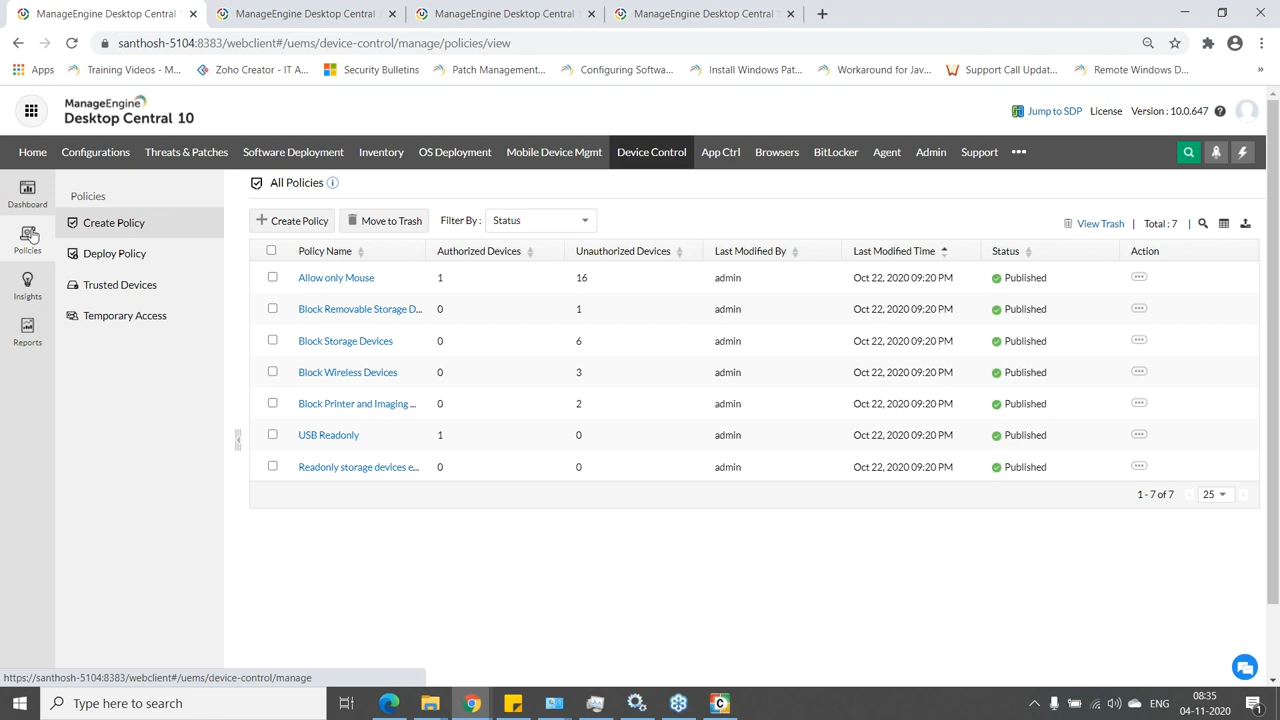 ManageEngine Desktop Central
ManageEngine Desktop Central
ManageEngine Desktop Central
ManageEngine Desktop Central
santhosh-5104:8383/webclient#/uems/device-control/manage/policies/view
Apps Training Videos - M... Zoho Creator - IT A... Security Bulletins Patch Management... Configuring Softwa... Install Windows Pat... Workaround for Jav... Support Call Updat... Remote Windows D... »
ManageEngine
Desktop Central 10
Jump to SDP License Version : 10.0.647 ?
Home Configurations Threats & Patches Software Deployment Inventory OS Deployment Mobile Device Mgmt Device Control App Ctrl Browsers BitLocker Agent Admin Support •••
Dashboard
Policies
Insights
Reports
Policies
Create Policy
Deploy Policy
Trusted Devices
Temporary Access
All Policies
Create Policy Move to Trash Filter By : Status View Trash | Total : 7 |
Policy Name Authorized Devices Unauthorized Devices Last Modified By Last Modified Time Status Action
Allow only Mouse 1 16 admin Oct 22, 2020 09:20 PM Published
Block Removable Storage D... 0 1 admin Oct 22, 2020 09:20 PM Published
Block Storage Devices 0 6 admin Oct 22, 2020 09:20 PM Published
Block Wireless Devices 0 3 admin Oct 22, 2020 09:20 PM Published
Block Printer and Imaging ... 0 2 admin Oct 22, 2020 09:20 PM Published
USB Readonly 1 0 admin Oct 22, 2020 09:20 PM Published
Readonly storage devices e... 0 0 admin Oct 22, 2020 09:20 PM Published
1 - 7 of 7 25
https://santhosh-5104:8383/webclient#/uems/device-control/manage
Type here to search
ENG
08:35
04-11-2020
1